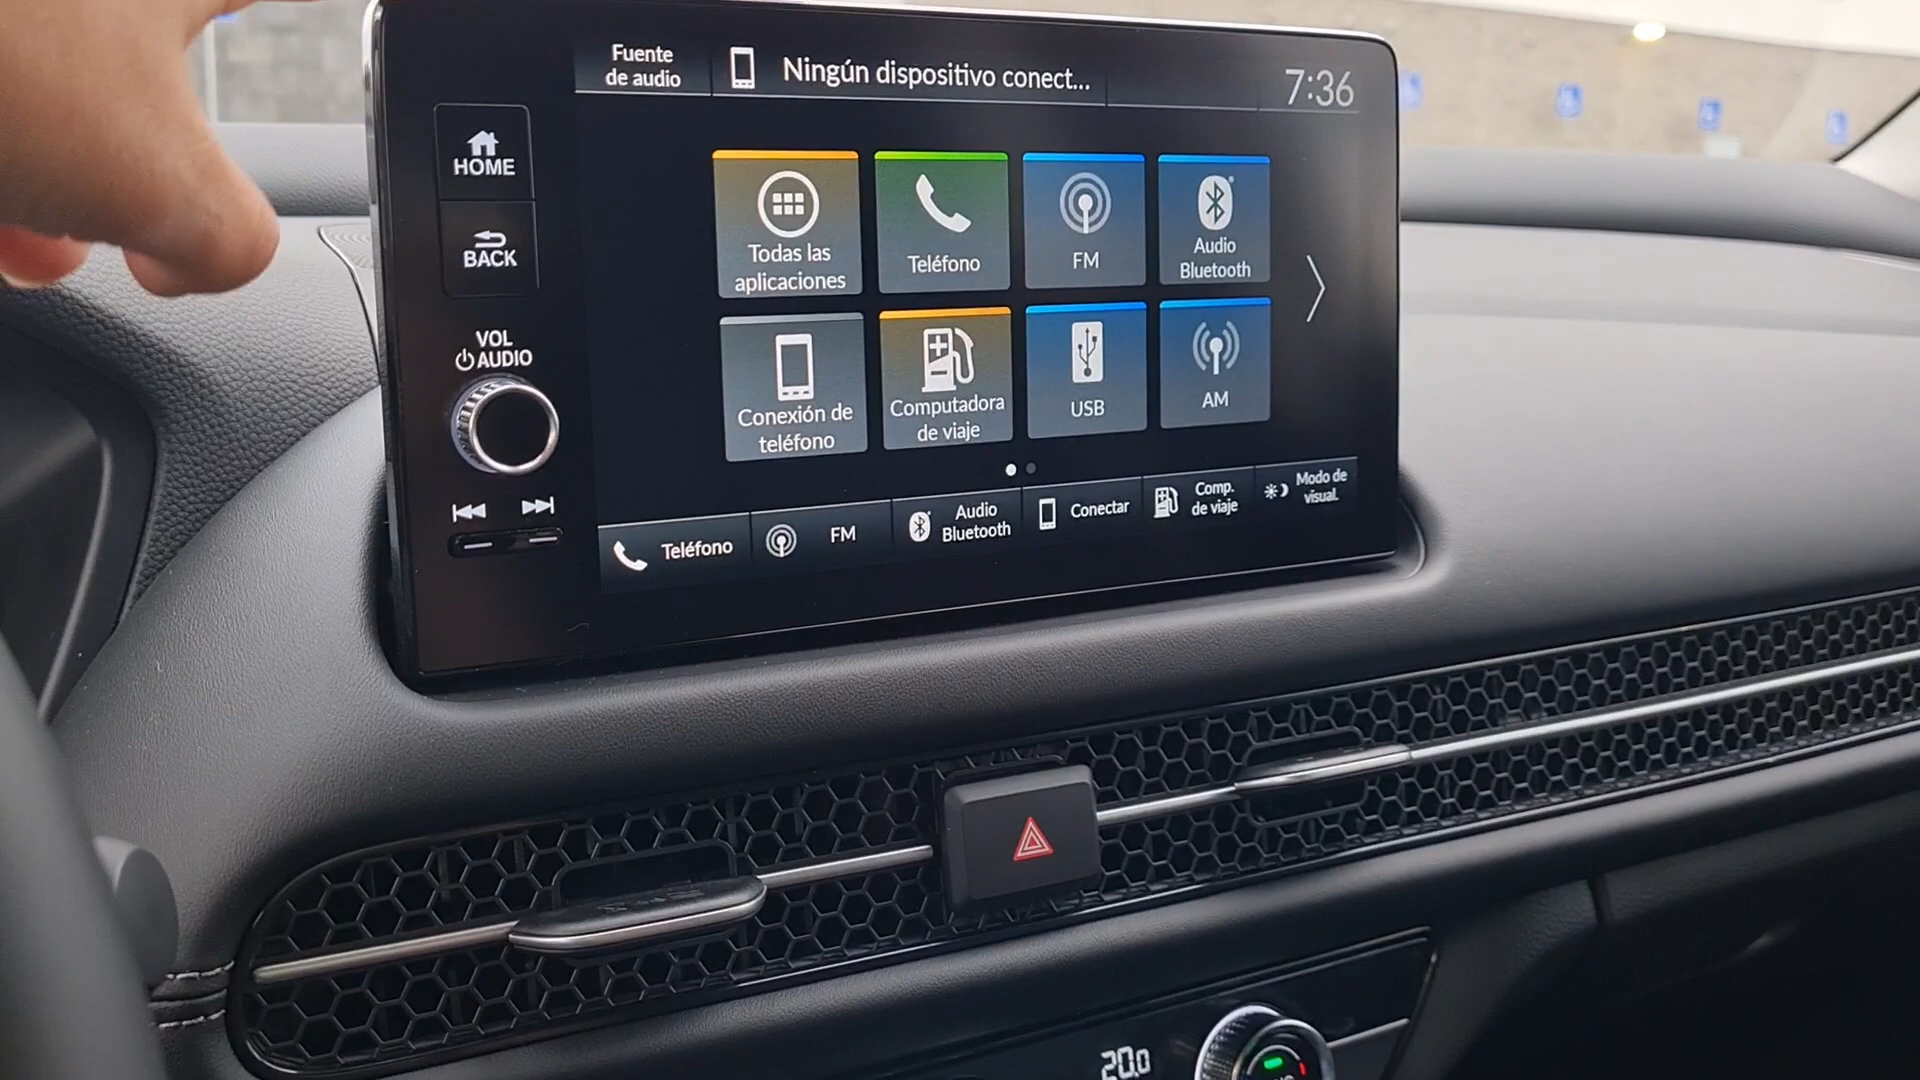 Fuente
de audio
Ningún dispositivo conect...
7:36
HOME
BACK
VOL
AUDIO
Todas las
aplicaciones
Teléfono
FM
Audio
Bluetooth
Conexión de
teléfono
Computadora
de viaje
USB
AM
Teléfono
FM
Audio
Bluetooth
Conectar
Comp.
de viaje
Modo de
visual.
20.0